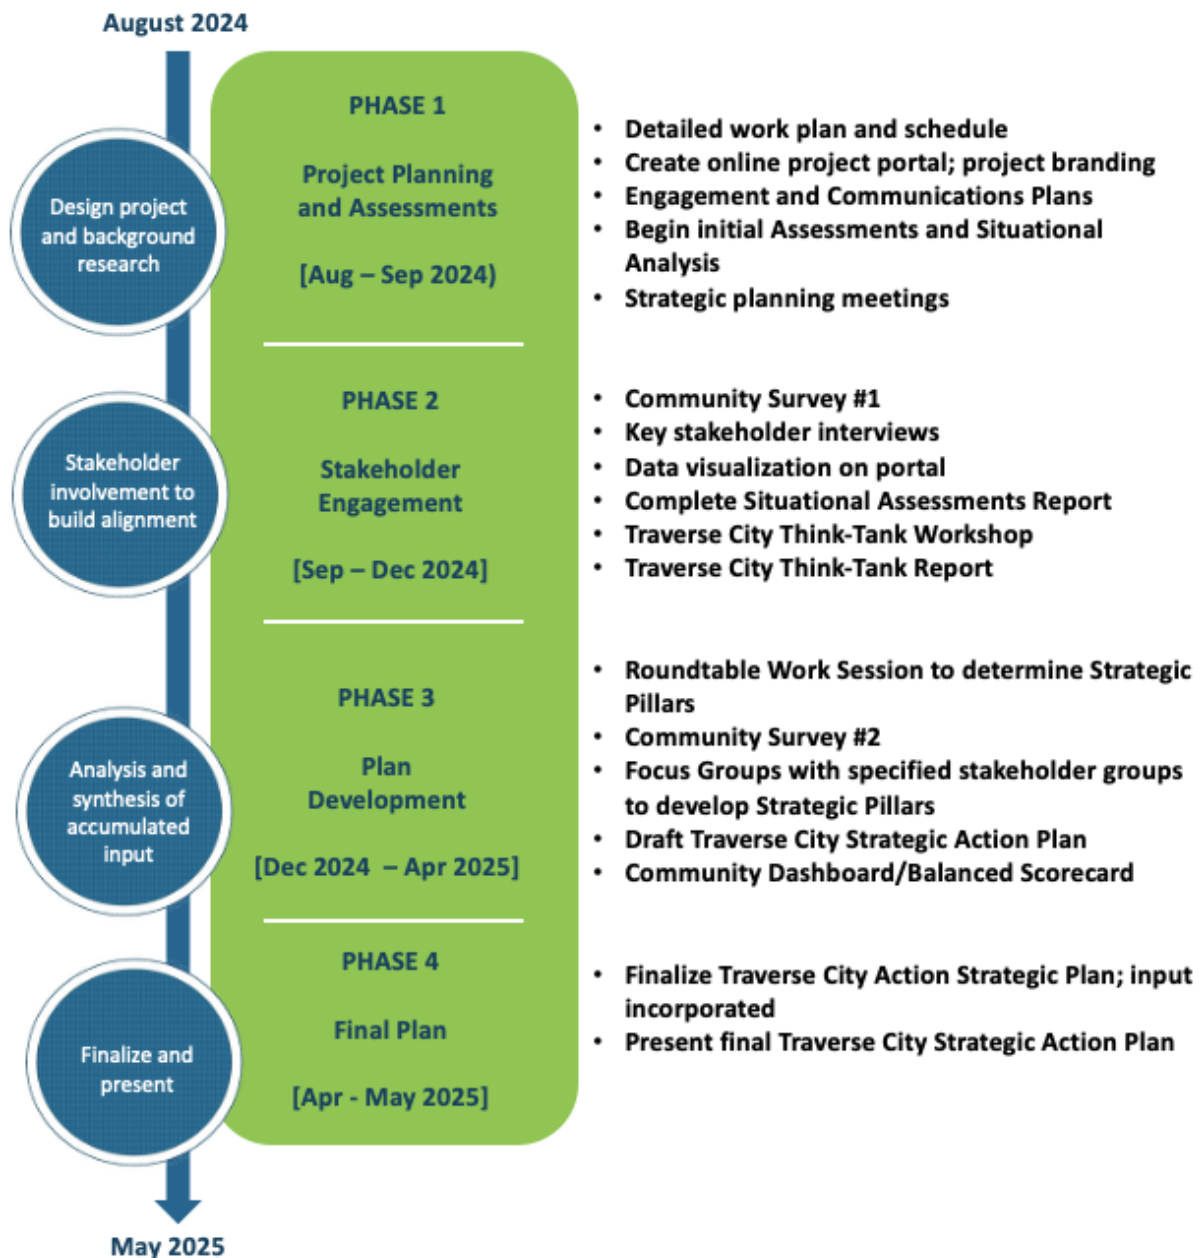 August 2024
Design project
and background
research
PHASE 1
Project Planning
and Assessments
[Aug – Sep 2024)
• Detailed work plan and schedule
• Create online project portal; project branding
• Engagement and Communications Plans
• Begin initial Assessments and Situational
Analysis
• Strategic planning meetings
Stakeholder
involvement to
build alignment
PHASE 2
Stakeholder
Engagement
[Sep – Dec 2024]
• Community Survey #1
• Key stakeholder interviews
• Data visualization on portal
• Complete Situational Assessments Report
• Traverse City Think-Tank Workshop
• Traverse City Think-Tank Report
Analysis and
synthesis of
accumulated
input
PHASE 3
Plan
Development
[Dec 2024 – Apr 2025]
• Roundtable Work Session to determine Strategic
Pillars
• Community Survey #2
• Focus Groups with specified stakeholder groups
to develop Strategic Pillars
• Draft Traverse City Strategic Action Plan
• Community Dashboard/Balanced Scorecard
Finalize and
present
PHASE 4
Final Plan
[Apr - May 2025]
• Finalize Traverse City Action Strategic Plan; input
incorporated
• Present final Traverse City Strategic Action Plan
May 2025